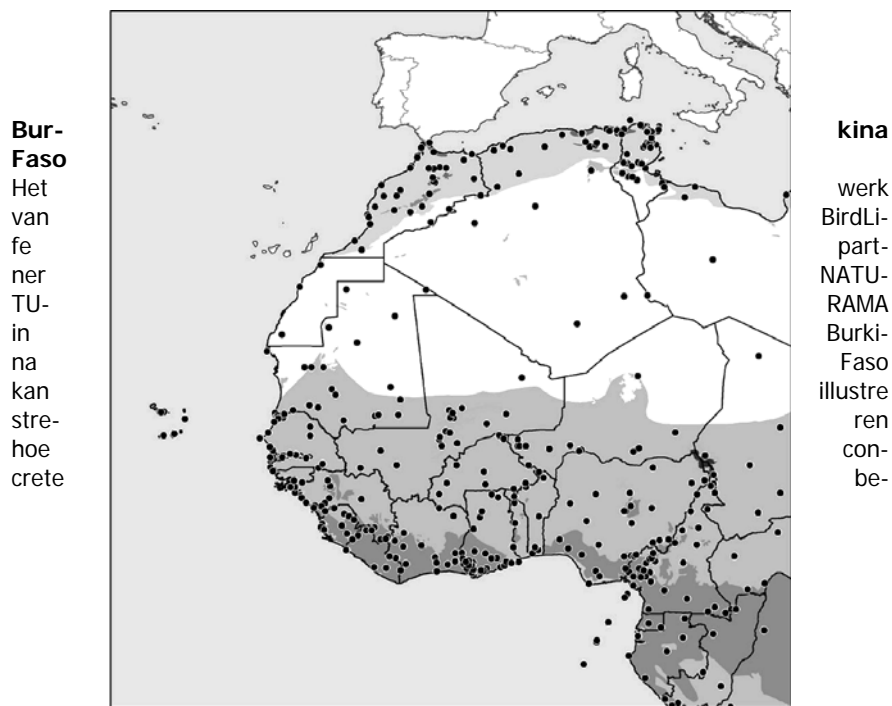 Bur- kina
Faso
Het werk
van BirdLi-
fe part-
ner NATU-
TU- RAMA
in Burki-
na Faso
kan illustre
stre- ren
hoe con-
crete be-